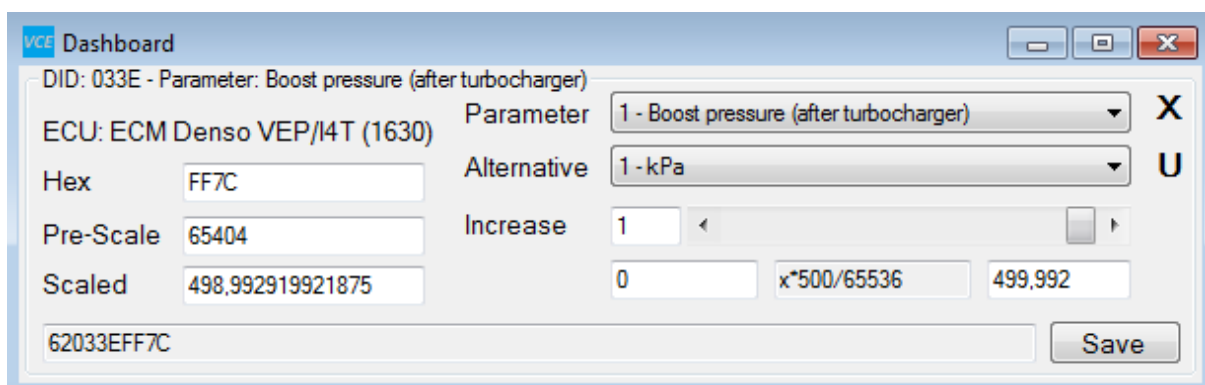 VCE Dashboard
DID: 033E - Parameter: Boost pressure (after turbocharger)
ECU: ECM Denso VEP/I4T (1630)
Parameter 1 - Boost pressure (after turbocharger) X
Hex FF7C
Alternative 1 - kPa U
Pre-Scale 65404
Increase 1
Scaled 498,992919921875
0 x*500/65536 499,992
62033EFF7C Save